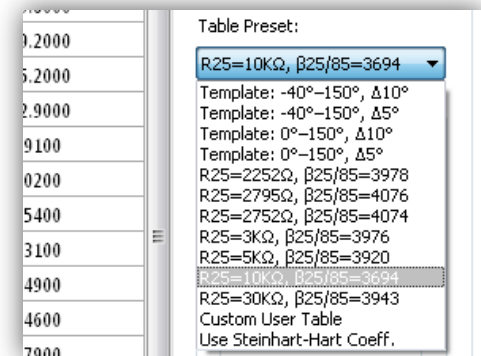 Table Preset:
R25=10KΩ, β25/85=3694
9.2000
5.2000
2.9000
9100
0200
5400
3100
4900
4600
7900
Template: -40°–150°, Δ10°
Template: -40°–150°, Δ5°
Template: 0°–150°, Δ10°
Template: 0°–150°, Δ5°
R25=2252Ω, β25/85=3978
R25=2795Ω, β25/85=4076
R25=2752Ω, β25/85=4074
R25=3KΩ, β25/85=3976
R25=5KΩ, β25/85=3920
R25=10KΩ, β25/85=3694
R25=30KΩ, β25/85=3943
Custom User Table
Use Steinhart-Hart Coeff.